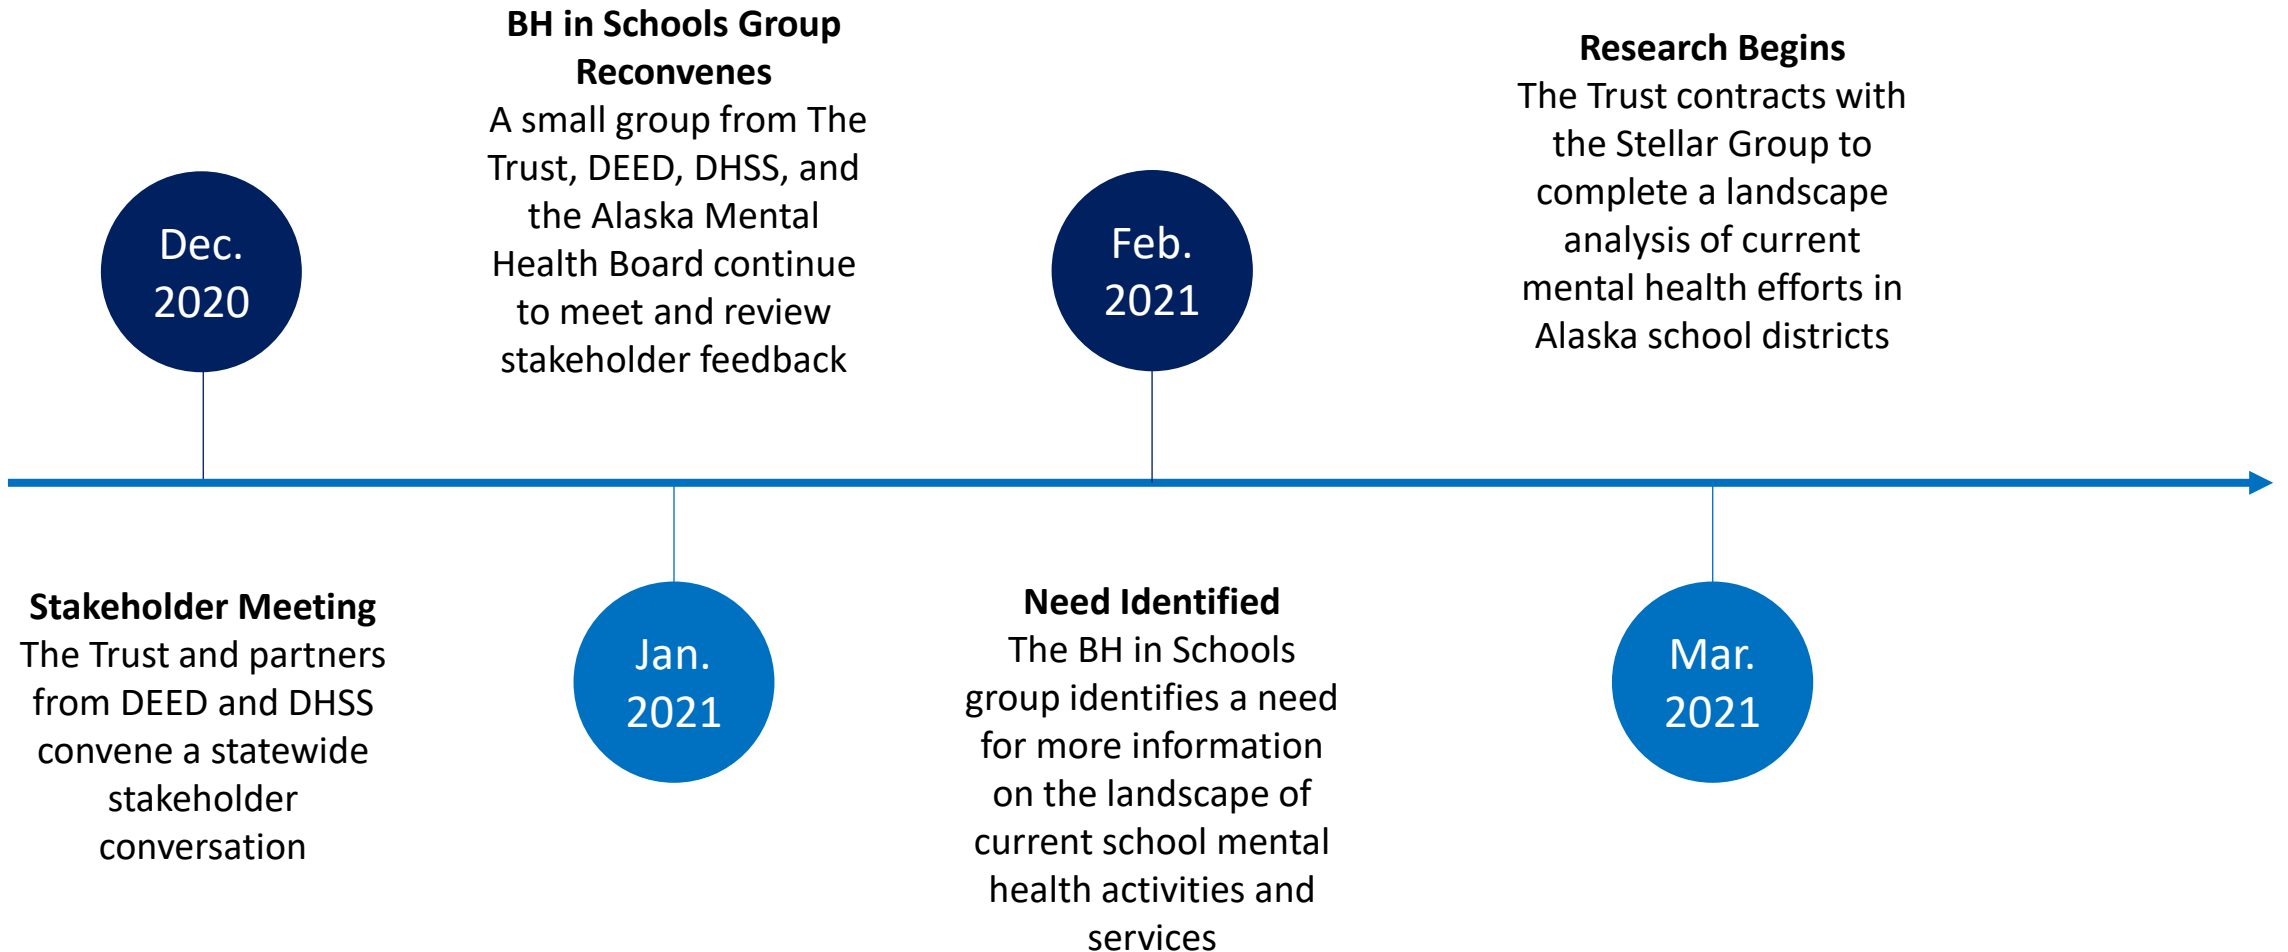 Dec.
2020
Stakeholder Meeting
The Trust and partners
from DEED and DHSS
convene a statewide
stakeholder
conversation
BH in Schools Group
Reconvenes
A small group from The
Trust, DEED, DHSS, and
the Alaska Mental
Health Board continue
to meet and review
stakeholder feedback
Jan.
2021
Feb.
2021
Need Identified
The BH in Schools
group identifies a need
for more information
on the landscape of
current school mental
health activities and
services
Research Begins
The Trust contracts with
the Stellar Group to
complete a landscape
analysis of current
mental health efforts in
Alaska school districts
Mar.
2021